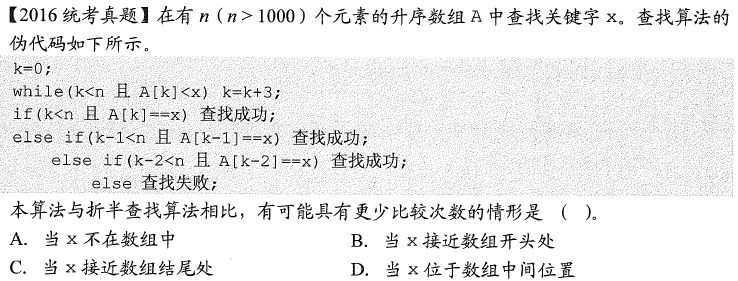 【2016 统考真题】在有 n（n > 1000）个元素的升序数组 A 中查找关键字 x。查找算法的
伪代码如下所示。
k=0;
while(k<n 且 A[k]<x) k=k+3;
if(k<n 且 A[k]==x) 查找成功;
else if(k-1<n 且 A[k-1]==x) 查找成功;
else if(k-2<n 且 A[k-2]==x) 查找成功;
else 查找失败;
本算法与折半查找算法相比，有可能具有更少比较次数的情形是（ ）。
A. 当 x 不在数组中 B. 当 x 接近数组开头处
C. 当 x 接近数组结尾处 D. 当 x 位于数组中间位置